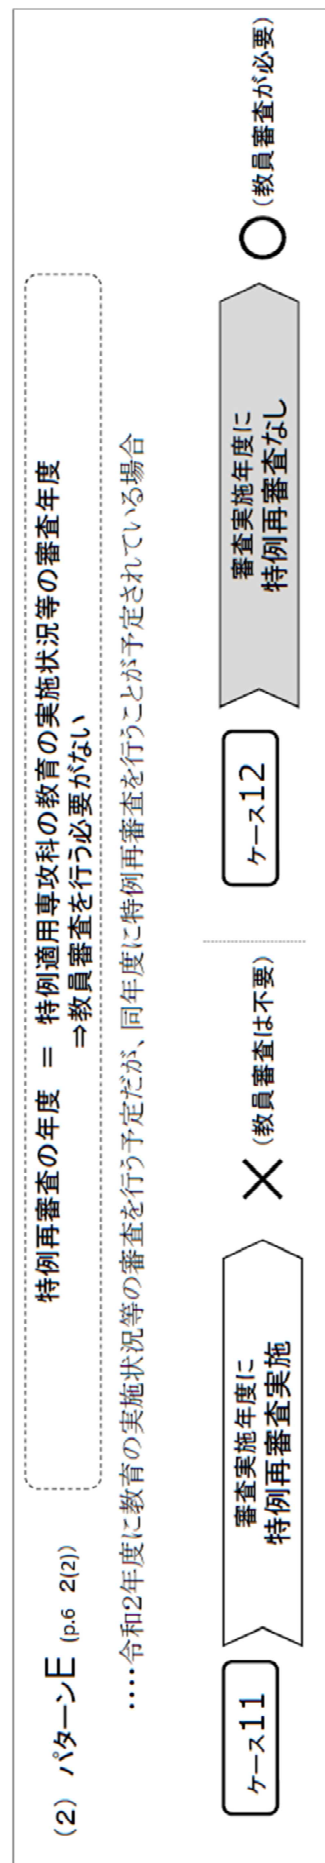 （2） パターンE (p.6 2(2))
特例再審査の年度 ＝ 特例適用専攻科の教育の実施状況等の審査年度
⇒教員審査を行う必要がない
‥‥令和2年度に教育の実施状況等の審査を行う予定だが、同年度に特例再審査を行うことが予定されている場合
ケース11
審査実施年度に
特例再審査実施
×（教員審査は不要）
ケース12
審査実施年度に
特例再審査なし
○（教員審査が必要）